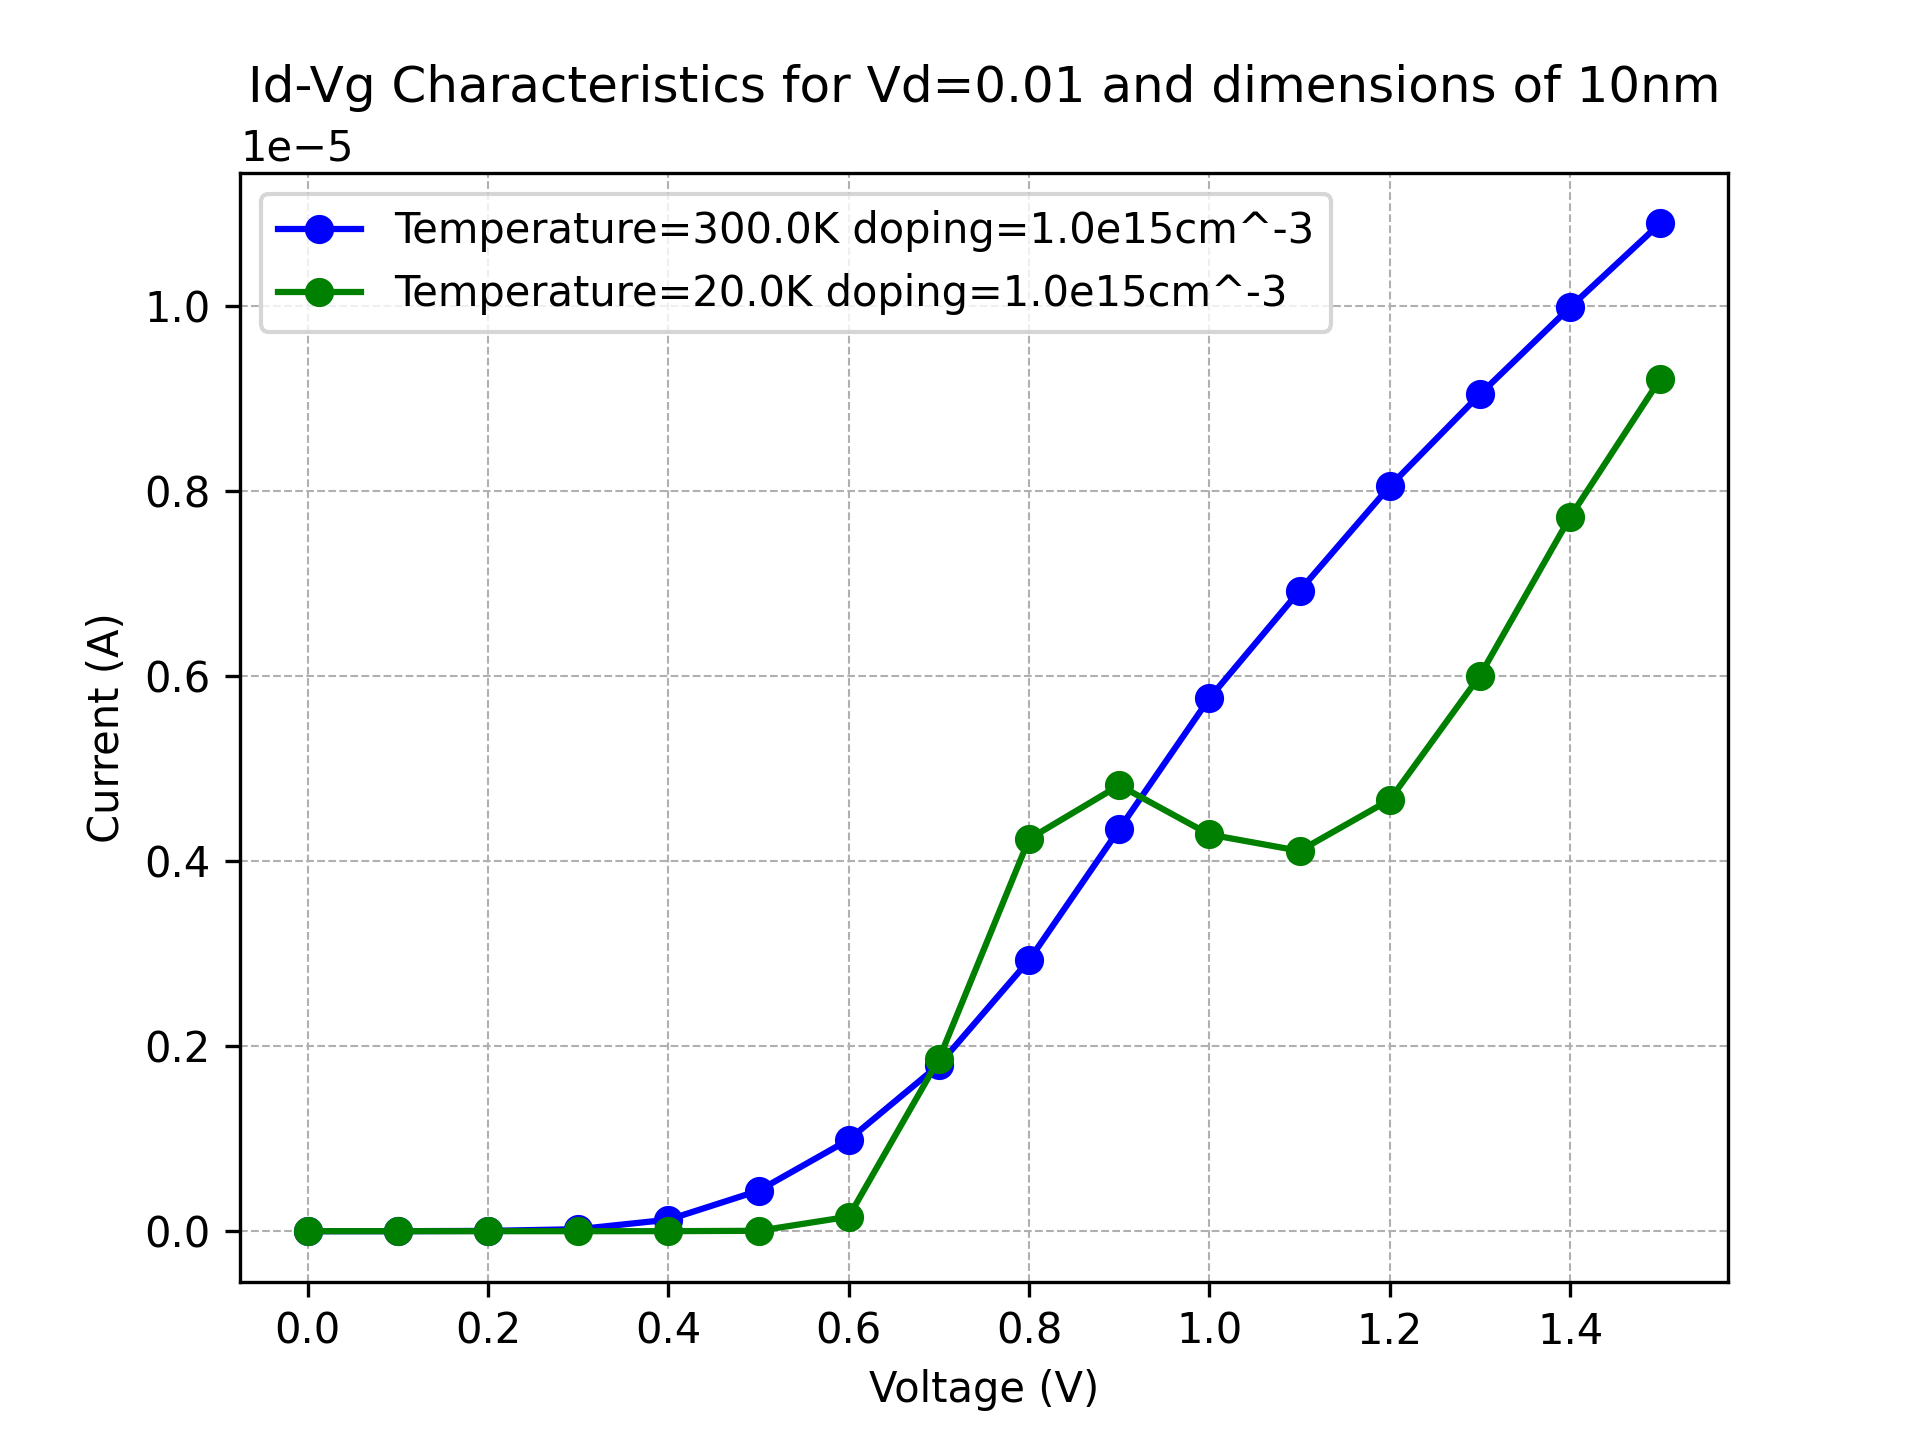 Id-Vg Characteristics for Vd=0.01 and dimensions of 10nm
1e−5
Temperature=300.0K doping=1.0e15cm^-3
Temperature=20.0K doping=1.0e15cm^-3
1.0
0.8
0.6
0.4
0.2
0.0
Current (A)
0.0 0.2 0.4 0.6 0.8 1.0 1.2 1.4
Voltage (V)